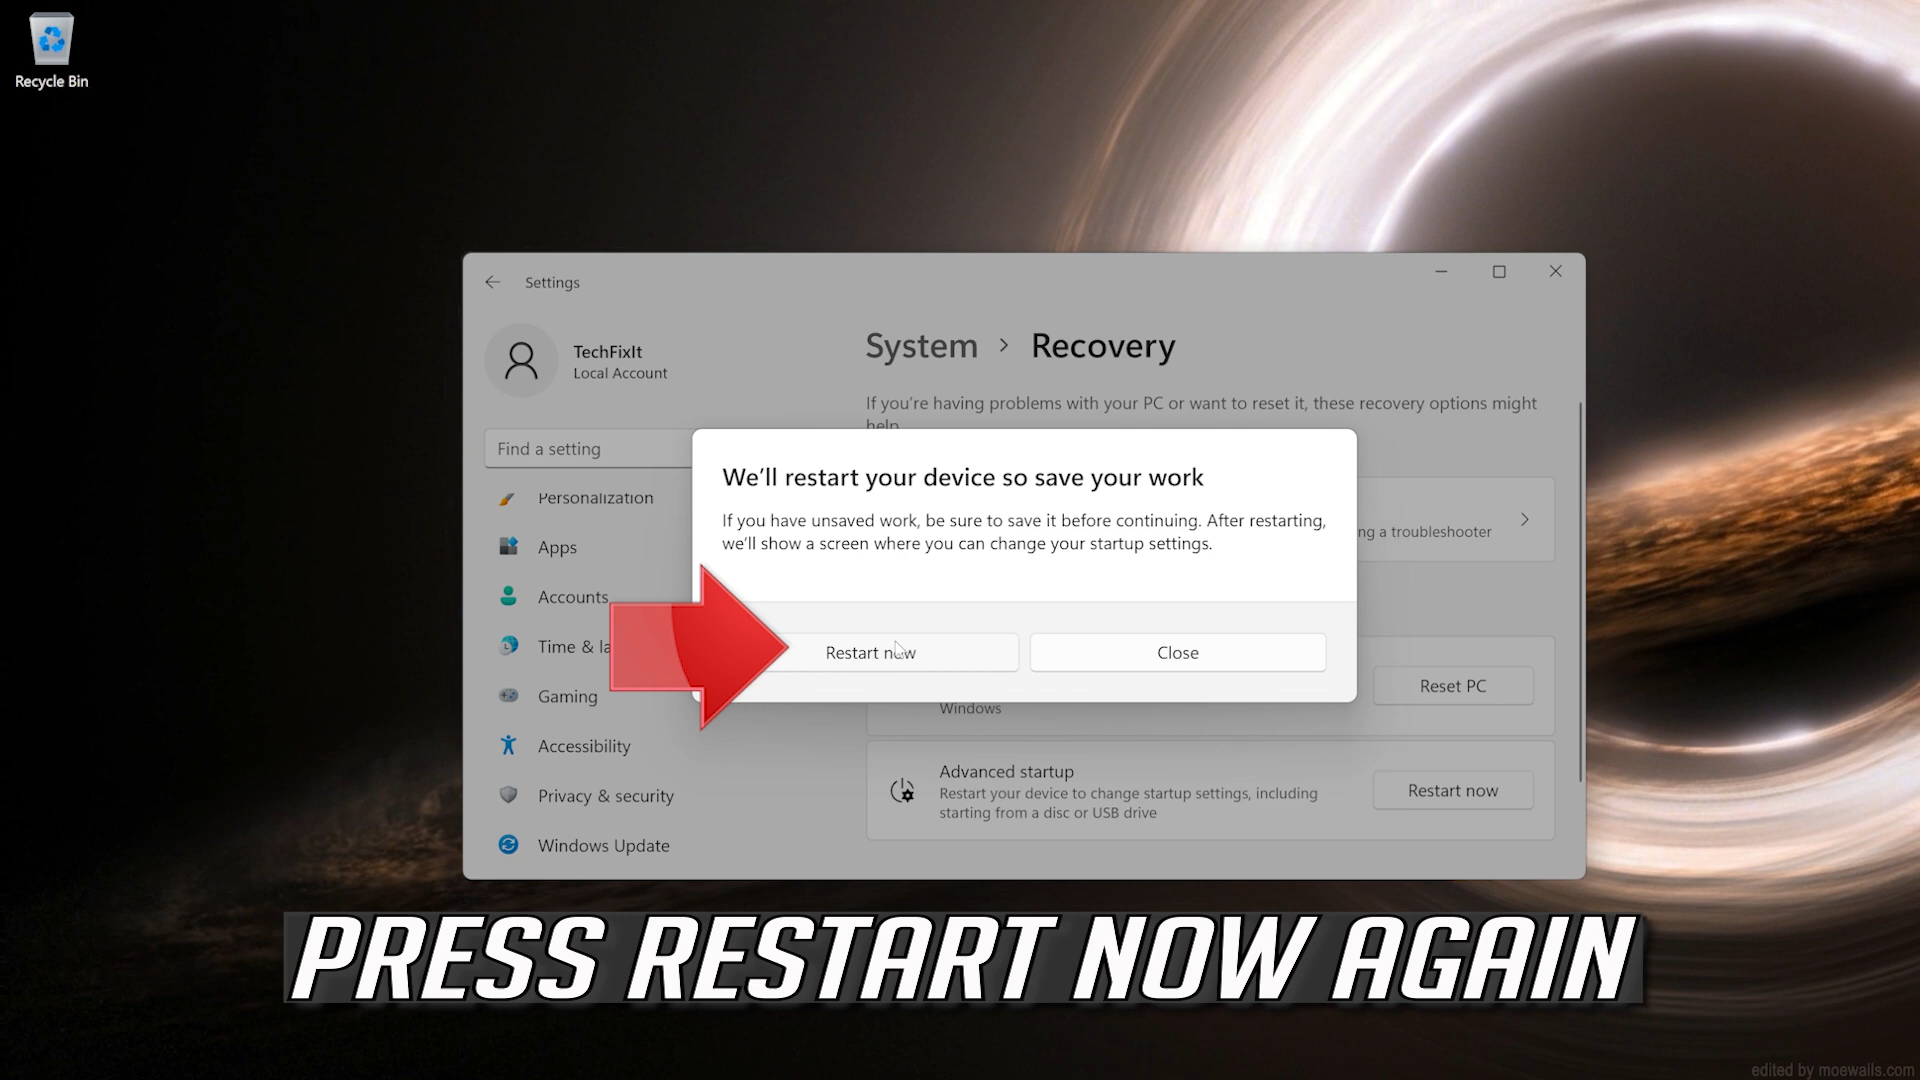 Recycle Bin
Settings
TechFixIt
Local Account
Find a setting
Personalization
Apps
Accounts
Time & la
Gaming
Accessibility
Privacy & security
Windows Update
System > Recovery
If you're having problems with your PC or want to reset it, these recovery options might
help
ng a troubleshooter
We'll restart your device so save your work
If you have unsaved work, be sure to save it before continuing. After restarting,
we'll show a screen where you can change your startup settings.
Restart now
Close
Windows
Reset PC
Advanced startup
Restart your device to change startup settings, including
starting from a disc or USB drive
Restart now
PRESS RESTART NOW AGAIN
edited by moewalls.com